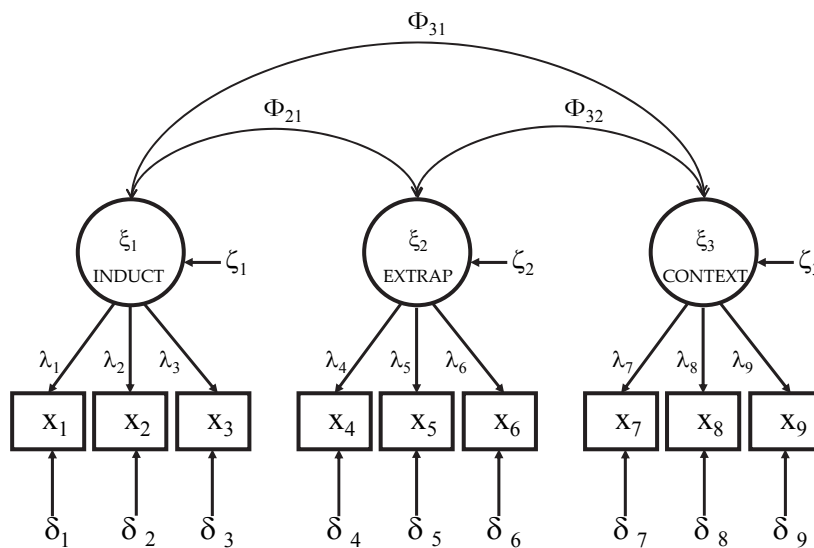 Φ31
Φ21 Φ32
ξ1 ξ2 ξ3
INDUCT ζ1 EXTRAP ζ2 CONTEXT
λ1 λ2 λ3 λ4 λ5 λ6 λ7 λ8 λ9
x1 x2 x3 x4 x5 x6 x7 x8 x9
δ1 δ2 δ3 δ4 δ5 δ6 δ7 δ8 δ9